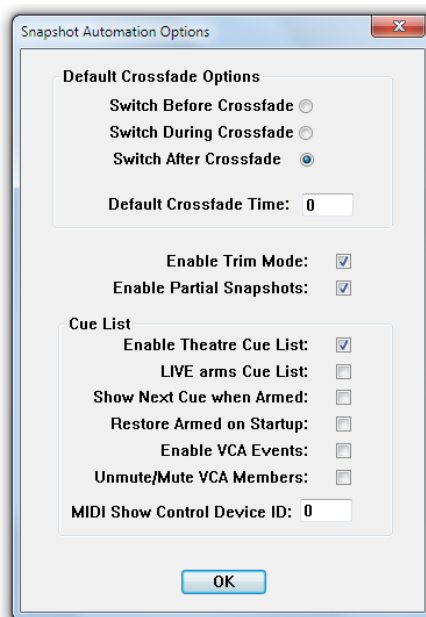 Snapshot Automation Options
Default Crossfade Options
Switch Before Crossfade
Switch During Crossfade
Switch After Crossfade
Default Crossfade Time: 0
Enable Trim Mode:
Enable Partial Snapshots:
Cue List
Enable Theatre Cue List:
LIVE arms Cue List:
Show Next Cue when Armed:
Restore Armed on Startup:
Enable VCA Events:
Unmute/Mute VCA Members:
MIDI Show Control Device ID: 0
OK